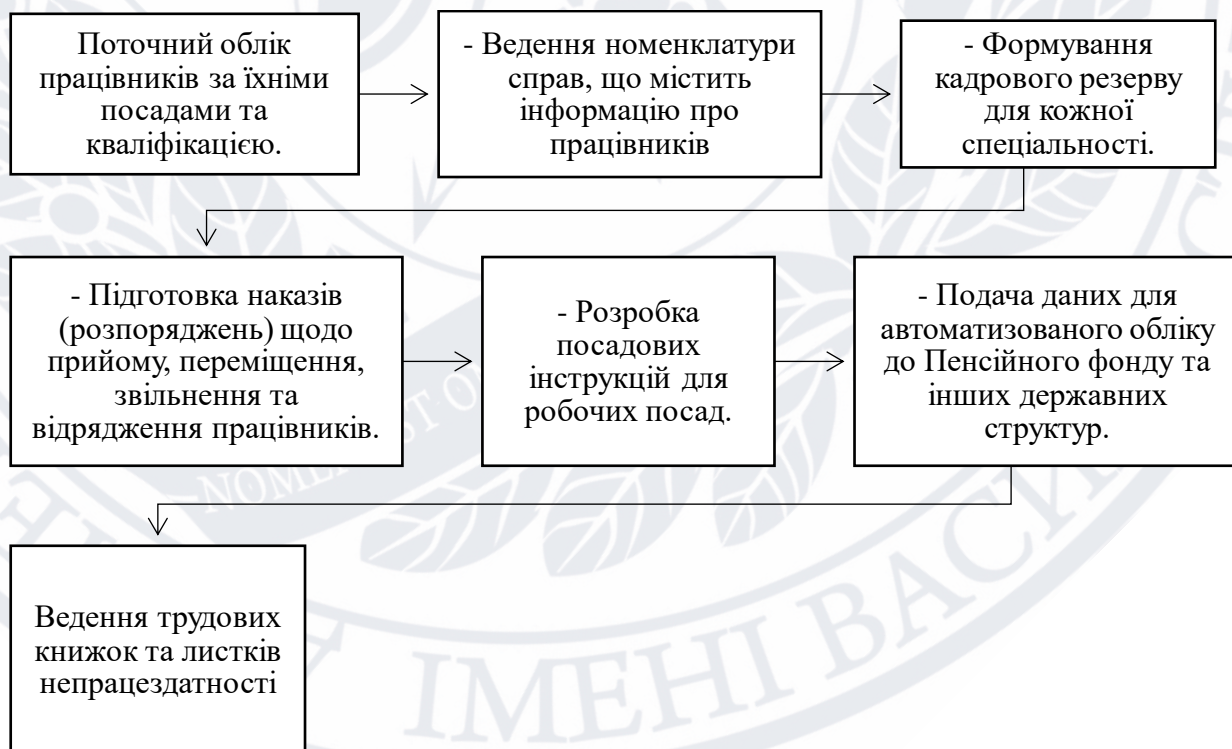 Поточний облік
працівників за їхніми
посадами та
кваліфікацією.
- Ведення номенклатури
справ, що містить
інформацію про
працівників
- Формування
кадрового резерву
для кожної
спеціальності.
- Підготовка наказів
(розпоряджень) щодо
прийому, переміщення,
звільнення та
відрядження працівників.
- Розробка
посадових
інструкцій для
робочих посад.
- Подача даних для
автоматизованого обліку
до Пенсійного фонду та
інших державних
структур.
Ведення трудових
книжок та листків
непрацездатності
ІМЕНІ ВАСИ